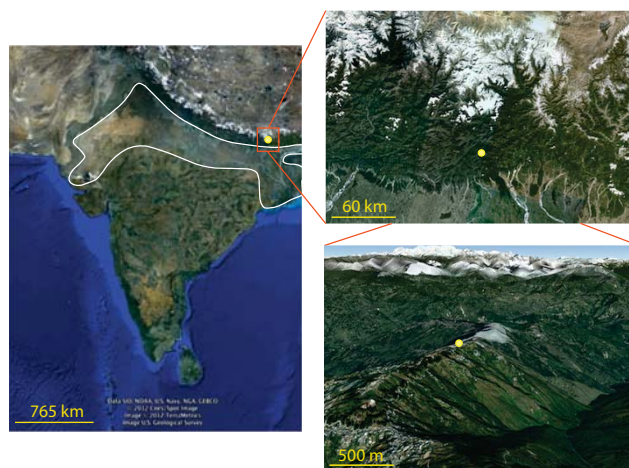 60 km
Data SIO, NOAA, U.S. Navy, NGA, GEBCO
© 2012 Cnes/Spot Image
Image © 2012 TerraMetrics
Image U.S. Geological Survey
765 km
500 m